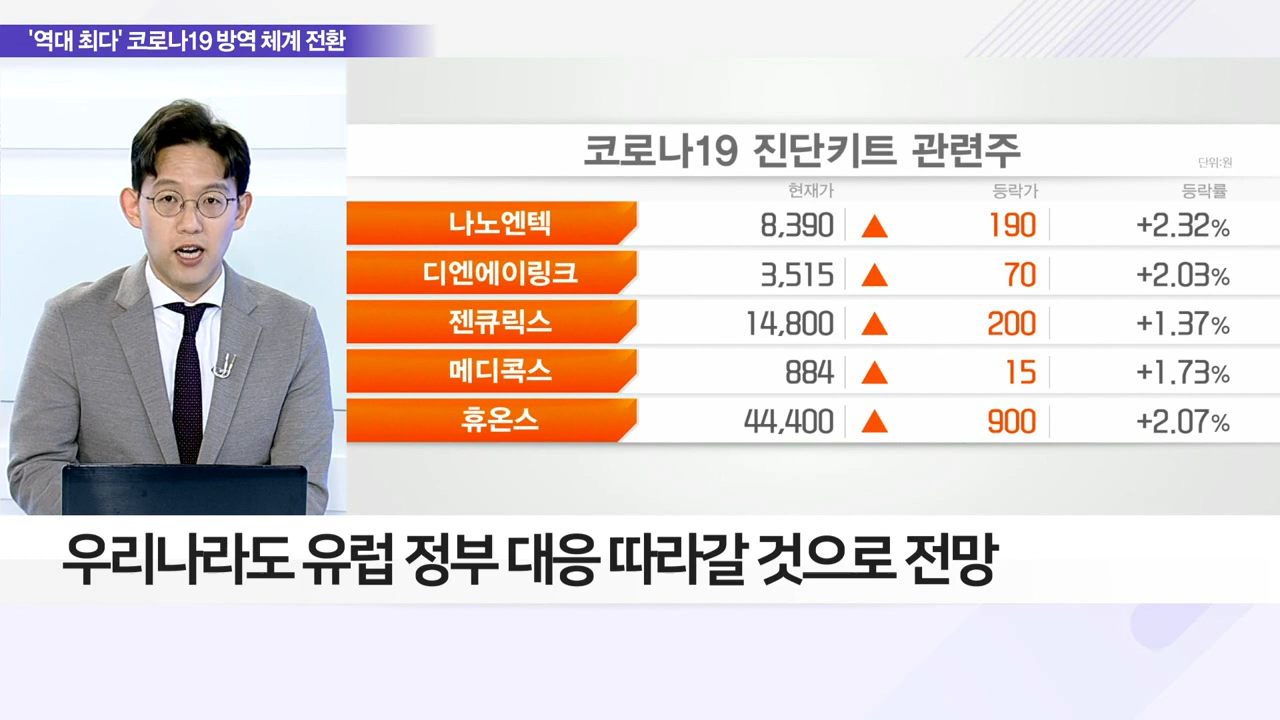 '역대 최다' 코로나19 방역 체계 전환
코로나19 진단키트 관련주
단위:원
현재가 등락가 등락률
나노엔텍 8,390 ▲ 190 +2.32%
디엔에이링크 3,515 ▲ 70 +2.03%
젠큐릭스 14,800 ▲ 200 +1.37%
메디콕스 884 ▲ 15 +1.73%
휴온스 44,400 ▲ 900 +2.07%
우리나라도 유럽 정부 대응 따라갈 것으로 전망